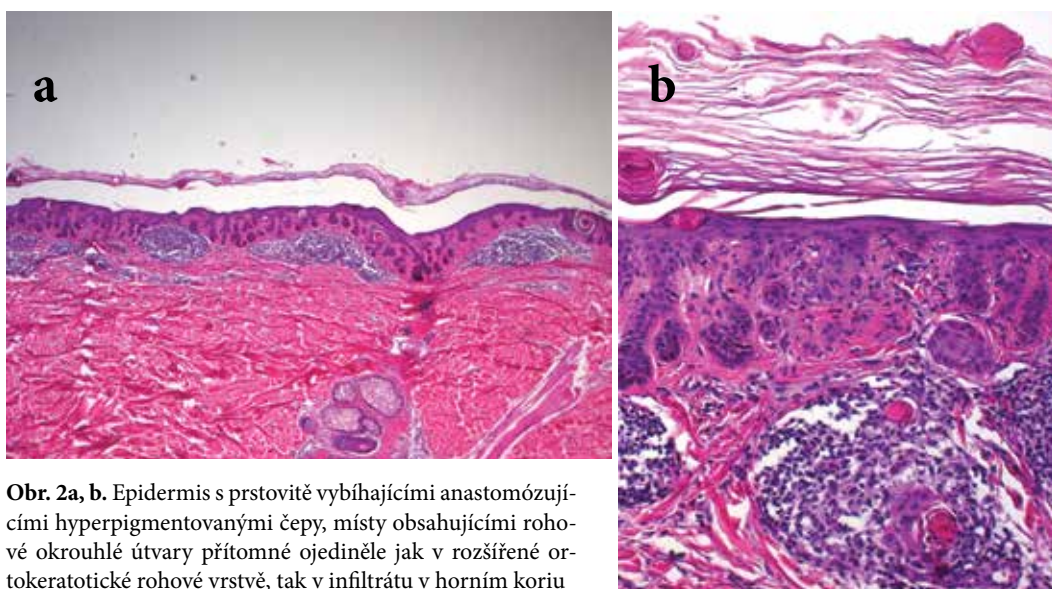 a
b
Obr. 2a, b. Epidermis s prstovitě vybíhajícími anastomózují-
cími hyperpigmentovanými čepy, místy obsahujícími roho-
vé okrouhlé útvary přítomné ojediněle jak v rozšířené or-
tokeratotické rohové vrstvě, tak v infiltrátu v horním koriu